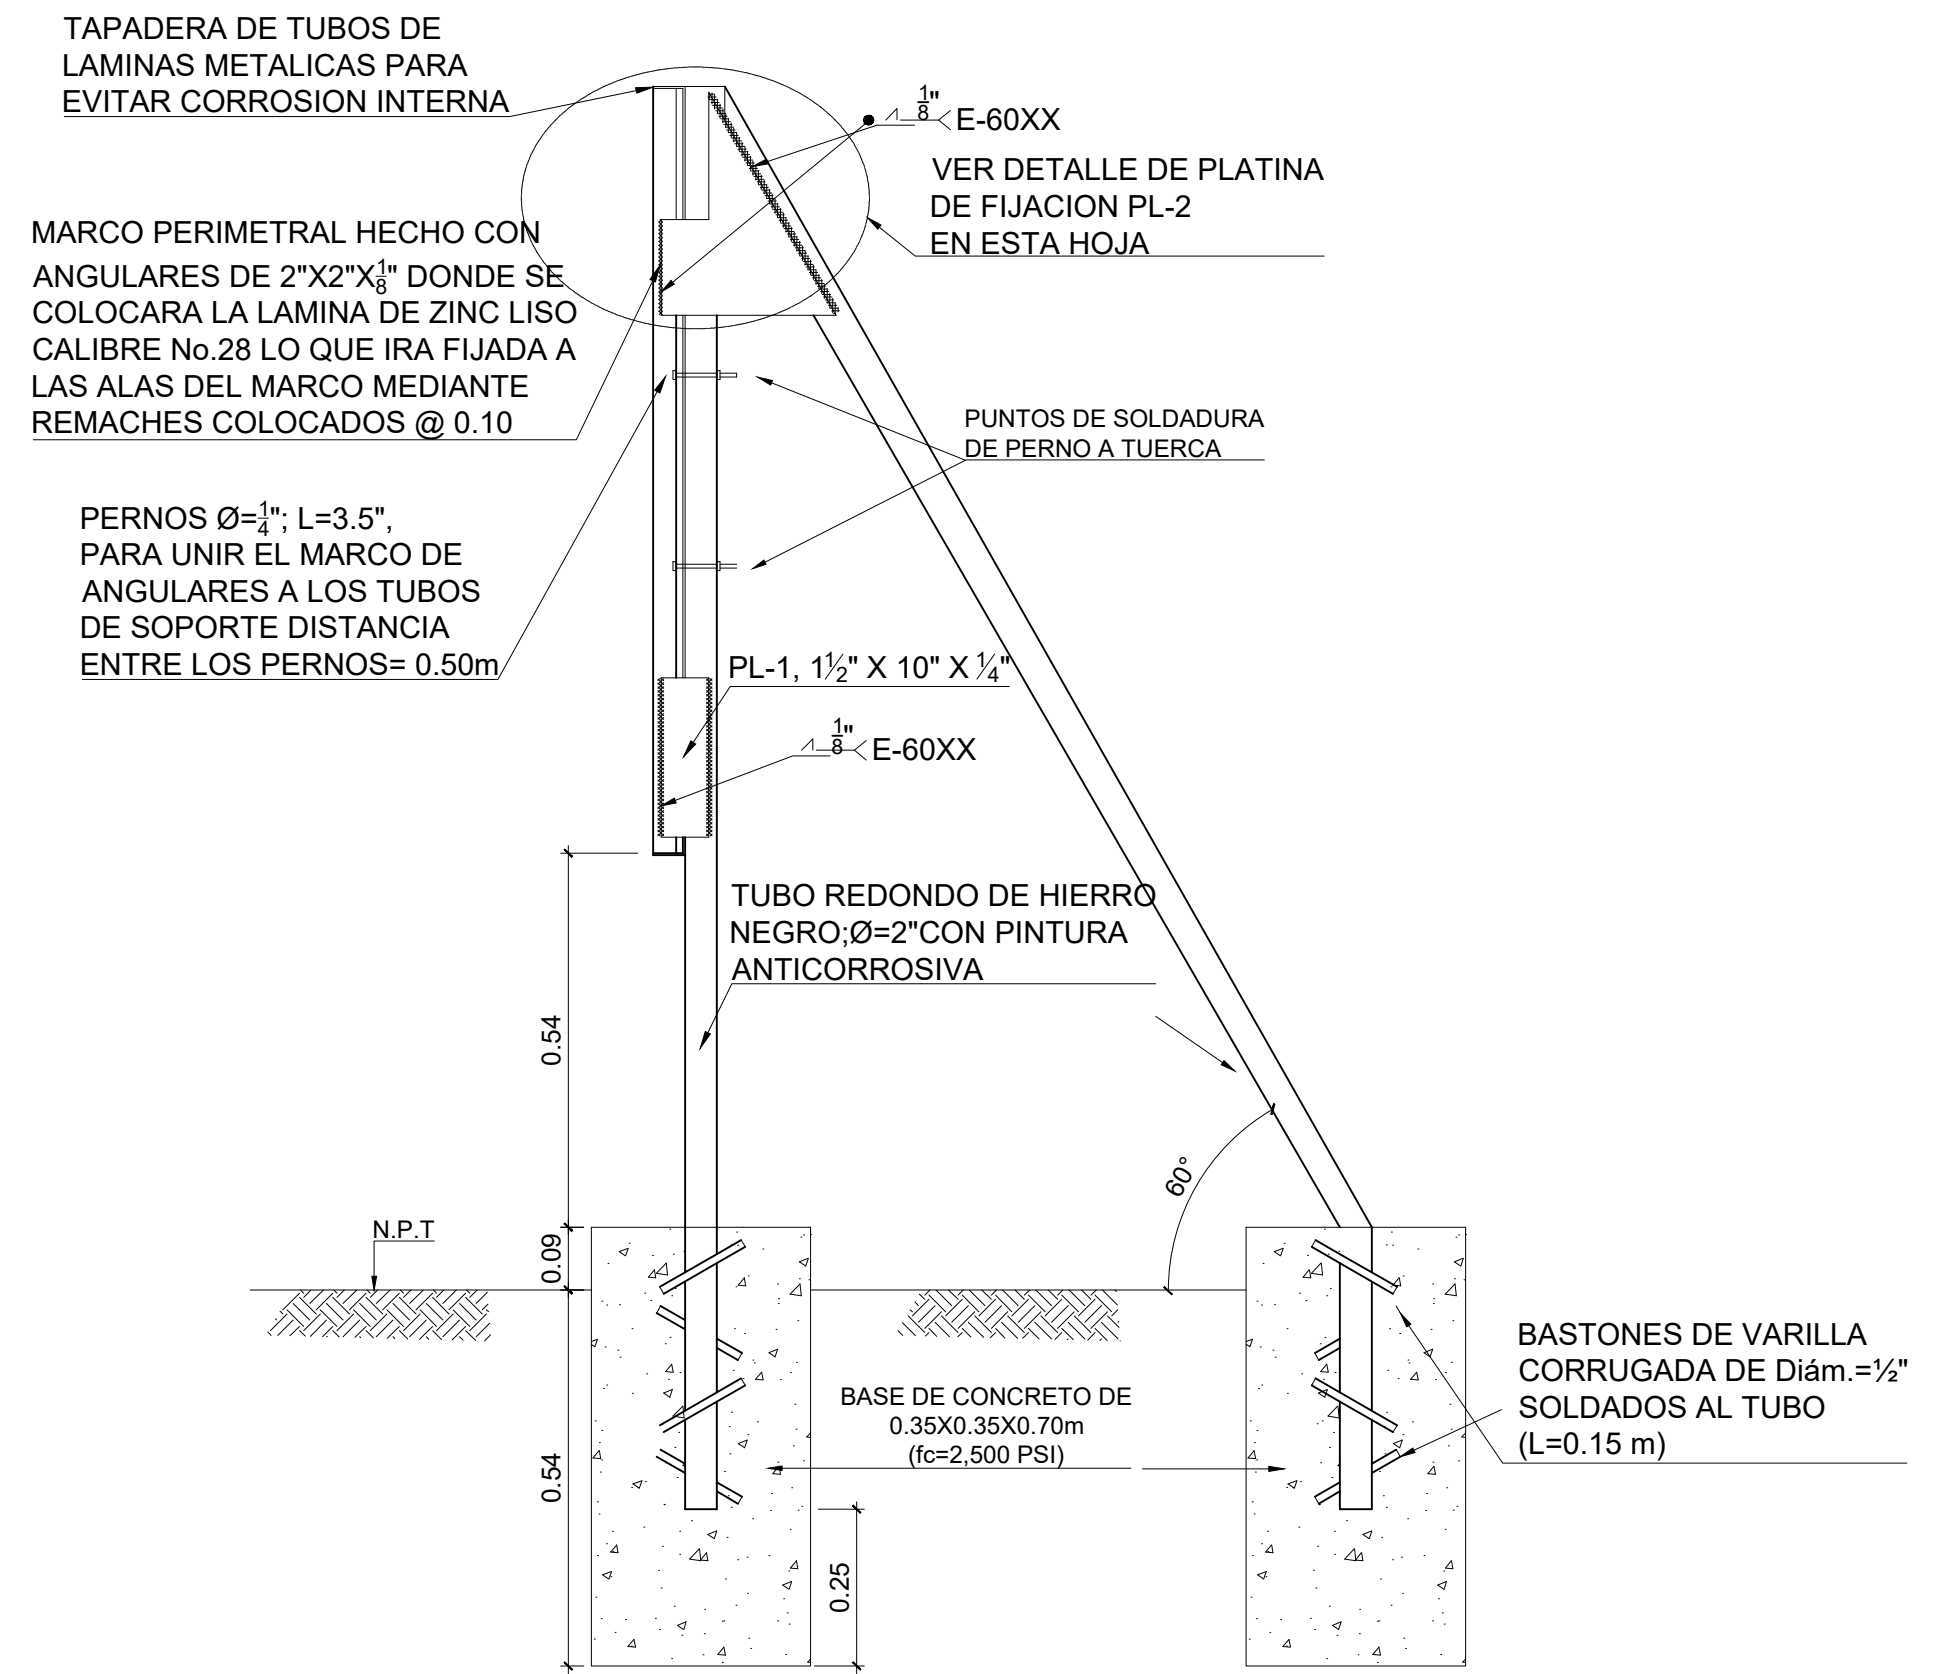 TAPADERA DE TUBOS DE
LAMINAS METALICAS PARA
EVITAR CORROSION INTERNA
1/8" E-60XX
VER DETALLE DE PLATINA
DE FIJACION PL-2
EN ESTA HOJA
MARCO PERIMETRAL HECHO CON
ANGULARES DE 2"X2"X1/8" DONDE SE
COLOCARA LA LAMINA DE ZINC LISO
CALIBRE No.28 LO QUE IRA FIJADA A
LAS ALAS DEL MARCO MEDIANTE
REMACHES COLOCADOS @ 0.10
PUNTOS DE SOLDADURA
DE PERNO A TUERCA
PERNOS Ø=1/4"; L=3.5",
PARA UNIR EL MARCO DE
ANGULARES A LOS TUBOS
DE SOPORTE DISTANCIA
ENTRE LOS PERNOS= 0.50m
PL-1, 1½" X 10" X ¼"
1/8" E-60XX
TUBO REDONDO DE HIERRO
NEGRO;Ø=2"CON PINTURA
ANTICORROSIVA
0.54
60°
N.P.T
0.09
BASTONES DE VARILLA
CORRUGADA DE Diám.=½"
SOLDADOS AL TUBO
(L=0.15 m)
BASE DE CONCRETO DE
0.35X0.35X0.70m
(fc=2,500 PSI)
0.54
0.25